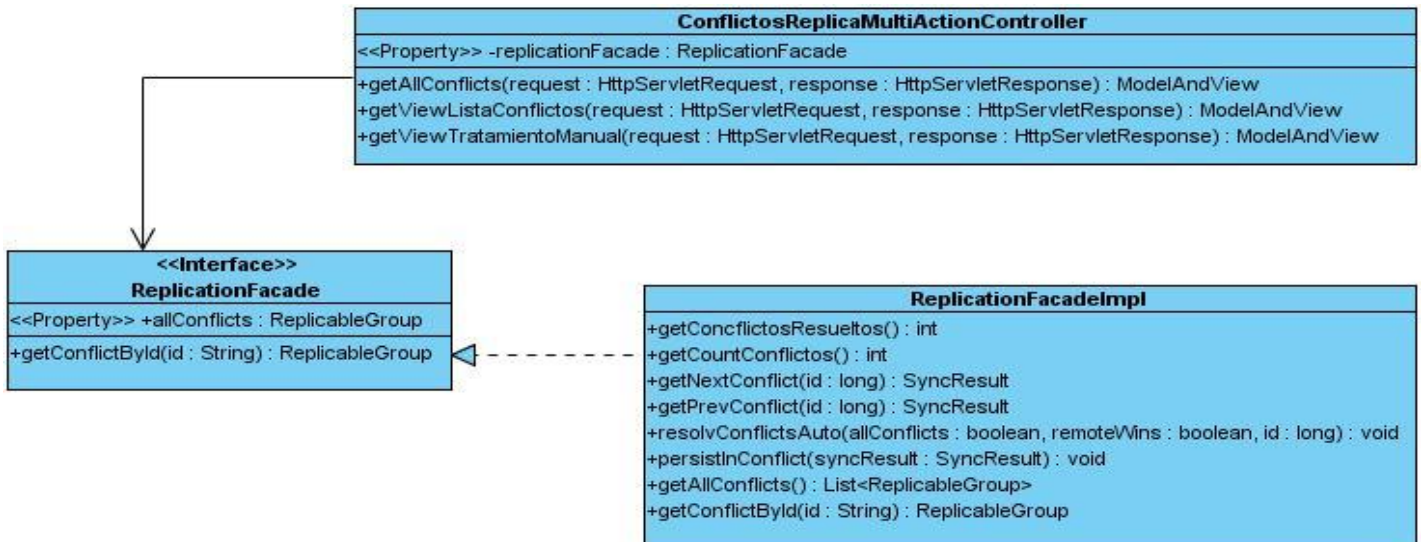 ConflictosReplicaMultiActionController
<<Property>> -replicationFacade : ReplicationFacade
+getAllConflicts(request : HttpServletRequest, response : HttpServletResponse) : ModelAndView
+getViewListaConflictos(request : HttpServletRequest, response : HttpServletResponse) : ModelAndView
+getViewTratamientoManual(request : HttpServletRequest, response : HttpServletResponse) : ModelAndView
<<Interface>>
ReplicationFacade
<<Property>> +allConflicts : ReplicableGroup
+getConflictById(id : String) : ReplicableGroup
ReplicationFacadeImpl
+getConcflictosResueltos() : int
+getCountConflictos() : int
+getNextConflict(id : long) : SyncResult
+getPrevConflict(id : long) : SyncResult
+resolvConflictsAuto(allConflicts : boolean, remoteWins : boolean, id : long) : void
+persistInConflict(syncResult : SyncResult) : void
+getAllConflicts() : List<ReplicableGroup>
+getConflictById(id : String) : ReplicableGroup